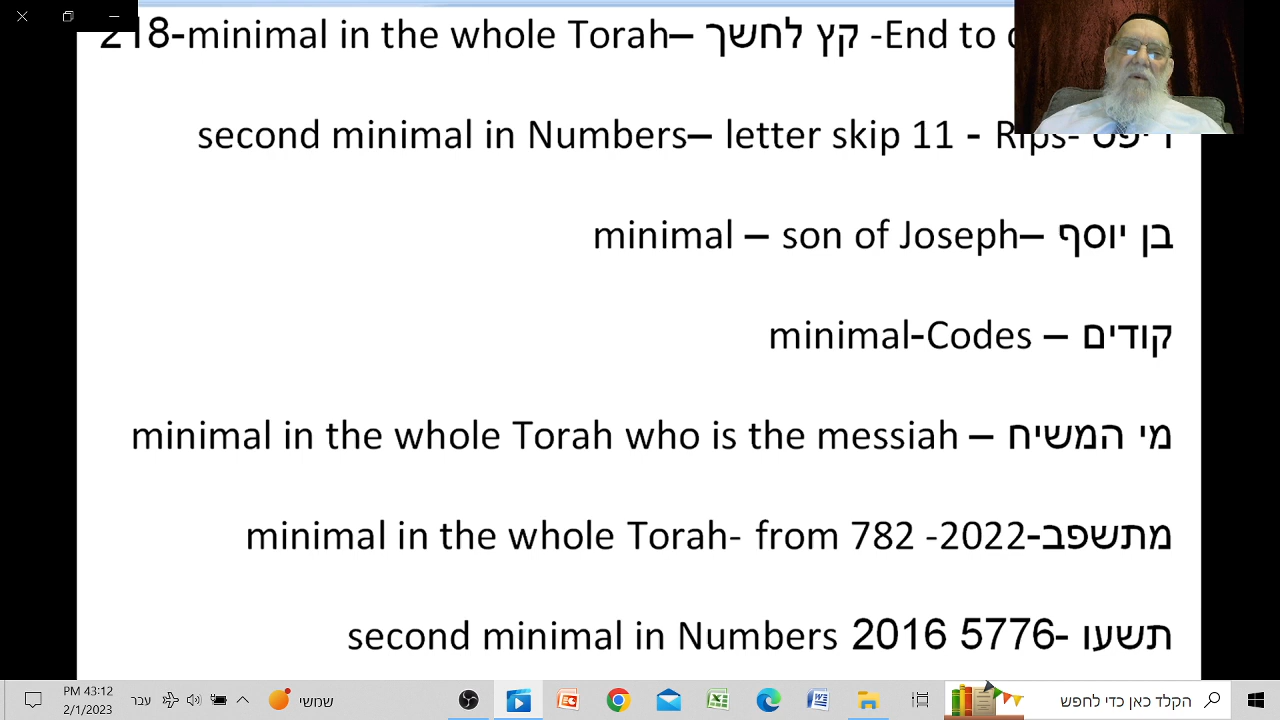 218-minimal in the whole Torah– קץ לחשך -End to
second minimal in Numbers– letter skip 11 - Rips- ריפס
minimal – son of Joseph– בן יוסף
minimal-Codes – קודים
minimal in the whole Torah who is the messiah – מי המשיח
minimal in the whole Torah- from 782 -2022-מתשפב
second minimal in Numbers 2016 5776- תשעו
PM 43:12
2/1/2023
עבר
שמשי
הקלד כאן כדי לחפש